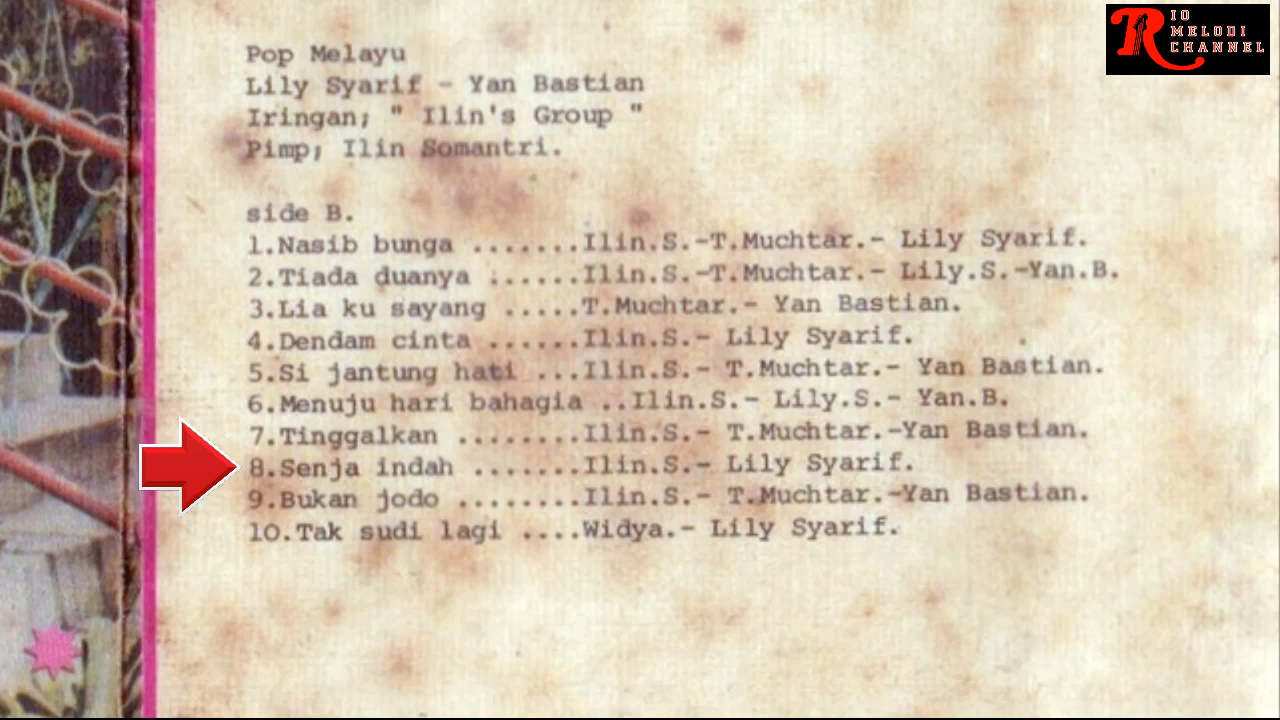 RIO
MELODI
CHANNEL
Pop Melayu
Lily Syarif - Yan Bastian
Iringan; " Ilin's Group "
Pimp; Ilin Somantri.
side B.
1.Nasib bunga .......Ilin.S.-T.Muchtar.- Lily Syarif.
2.Tiada duanya ......Ilin.S.-T.Muchtar.- Lily.S.-Yan.B.
3.Lia ku sayang .....T.Muchtar.- Yan Bastian.
4.Dendam cinta ......Ilin.S.- Lily Syarif.
5.Si jantung hati ...Ilin.S.- T.Muchtar.- Yan Bastian.
6.Menuju hari bahagia ..Ilin.S.- Lily.S.- Yan.B.
7.Tinggalkan ........Ilin.S.- T.Muchtar.-Yan Bastian.
8.Senja indah .......Ilin.S.- Lily Syarif.
9.Bukan jodo ........Ilin.S.- T.Muchtar.-Yan Bastian.
10.Tak sudi lagi ....Widya.- Lily Syarif.